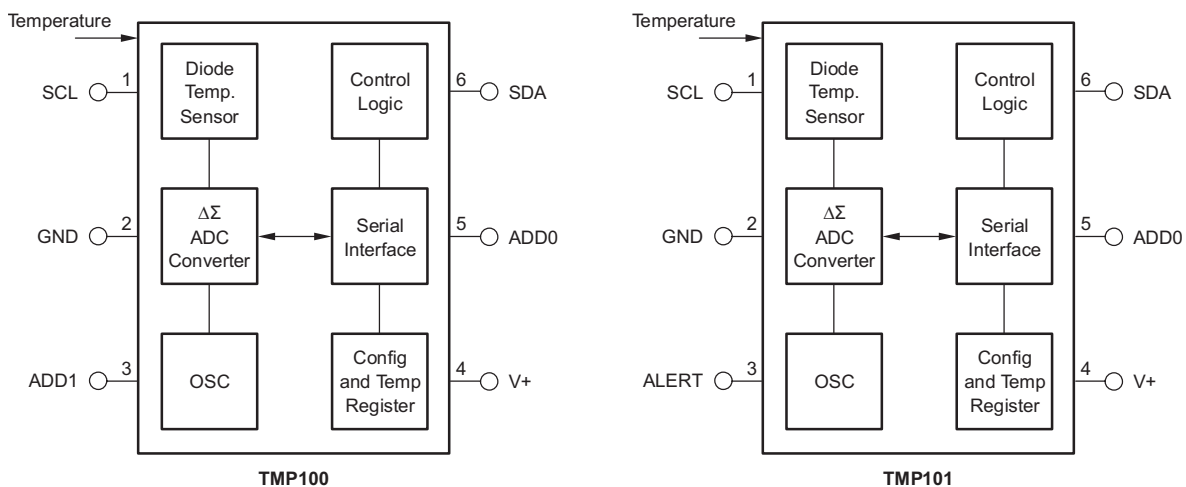 Temperature
SCL
1
Diode
Temp.
Sensor
Control
Logic
6
SDA
GND
2
ΔΣ
ADC
Converter
Serial
Interface
5
ADD0
ADD1
3
OSC
Config
and Temp
Register
4
V+
TMP100
Temperature
SCL
1
Diode
Temp.
Sensor
Control
Logic
6
SDA
GND
2
ΔΣ
ADC
Converter
Serial
Interface
5
ADD0
ALERT
3
OSC
Config
and Temp
Register
4
V+
TMP101